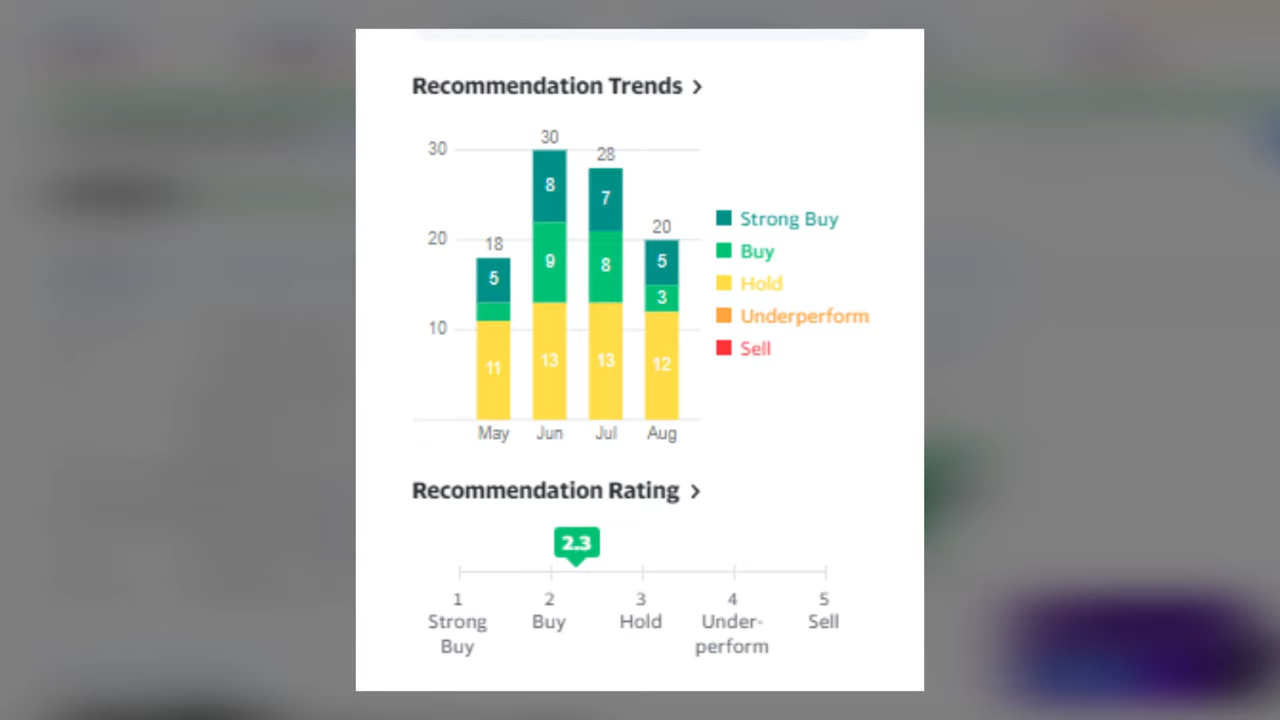 Recommendation Trends >
30
28
30
8
7
20
20
18
Strong Buy
5
9
8
5
Buy
3
Hold
Underperform
10
Sell
11
13
13
12
May Jun Jul Aug
Recommendation Rating >
2.3
1 2 3 4 5
Strong Buy Hold Under- Sell
Buy perform